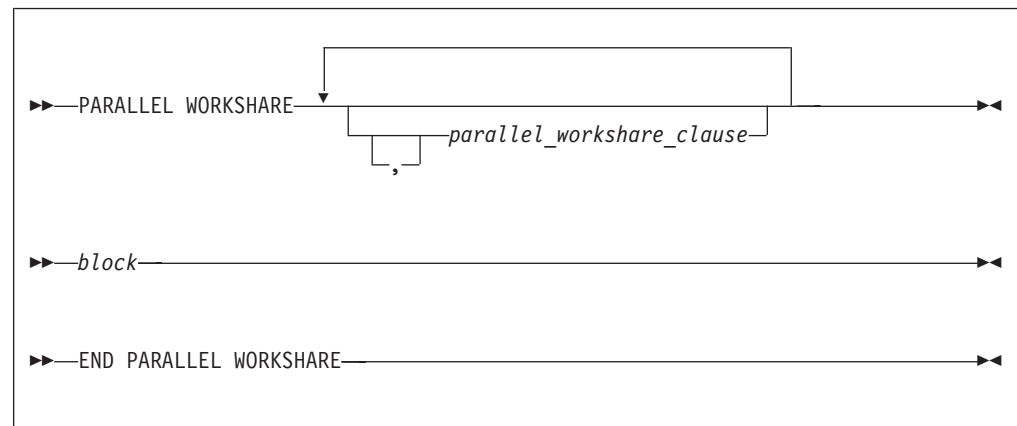 PARALLEL WORKSHARE
parallel_workshare_clause
,
block
END PARALLEL WORKSHARE